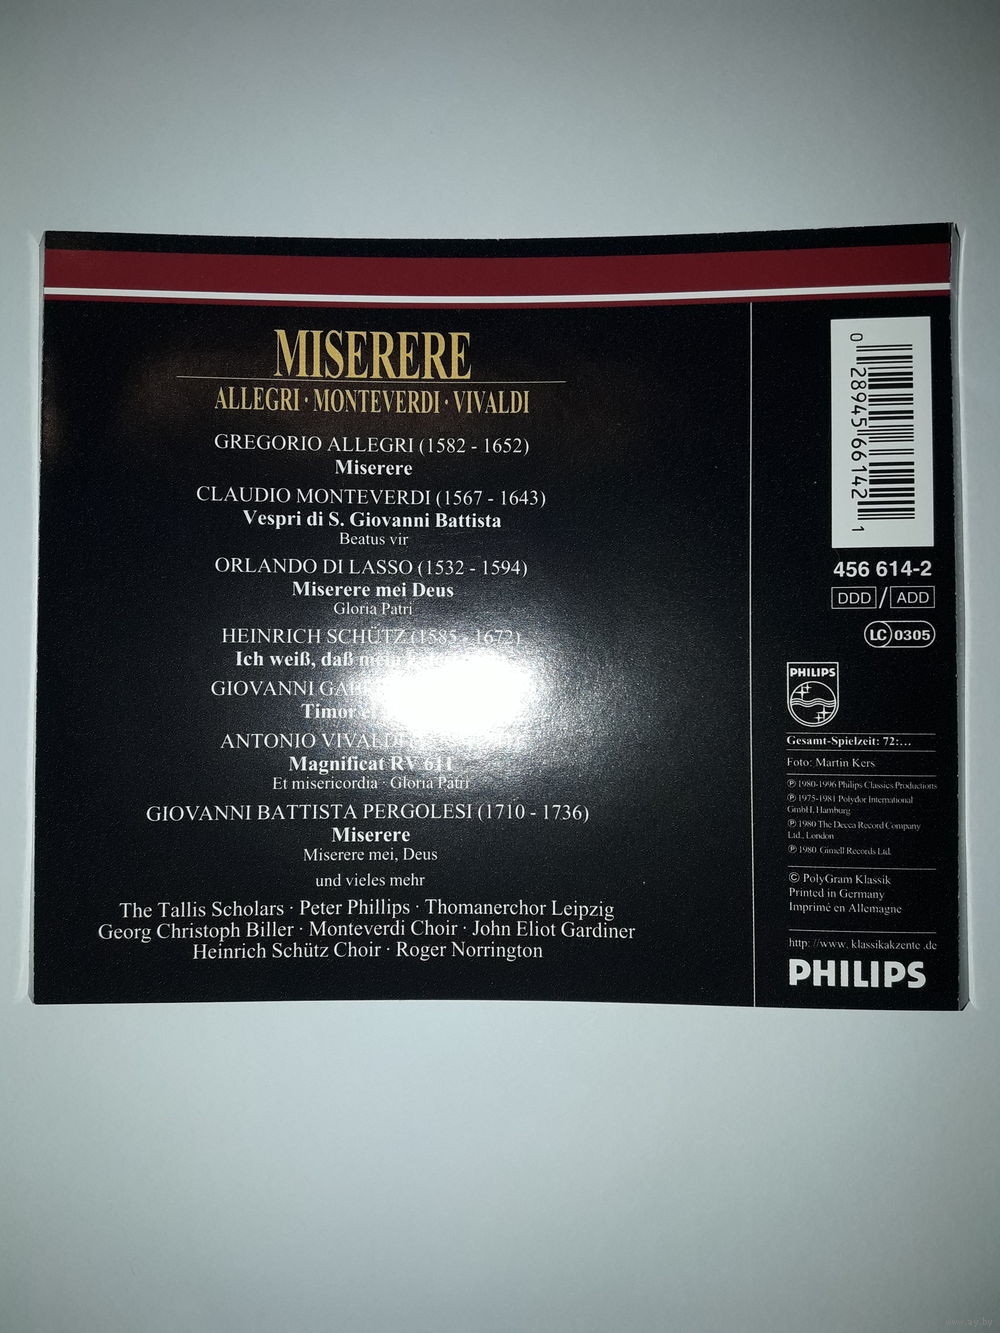 MISERERE
ALLEGRI · MONTEVERDI · VIVALDI
GREGORIO ALLEGRI (1582 - 1652)
Miserere
CLAUDIO MONTEVERDI (1567 - 1643)
Vespri di S. Giovanni Battista
Beatus vir
ORLANDO DI LASSO (1532 - 1594)
Miserere mei Deus
Gloria Patri
HEINRICH SCHÜTZ (1585 - 1672)
Ich weiß, daß mein
GIOVANNI
Timor
ANTONIO VIVALDI
Magnificat RV 611
Et misericordia · Gloria Patri
GIOVANNI BATTISTA PERGOLESI (1710 - 1736)
Miserere
Miserere mei, Deus
und vieles mehr
The Tallis Scholars · Peter Phillips · Thomanerchor Leipzig
Georg Christoph Biller · Monteverdi Choir · John Eliot Gardiner
Heinrich Schütz Choir · Roger Norrington
0 28945 66142 1
456 614-2
DDD / ADD
LC 0305
PHILIPS
Gesamt-Spielzeit: 72:...
Foto: Martin Kers
℗ 1980-1996 Philips Classics Productions
℗ 1975-1981 Polydor International
GmbH, Hamburg
℗ 1980 The Decca Record Company
Ltd., London
℗ 1980 Gimell Records Ltd.
© PolyGram Klassik
Printed in Germany
Imprimé en Allemagne
http: //www. klassikakzente .de
PHILIPS
www.ay.by